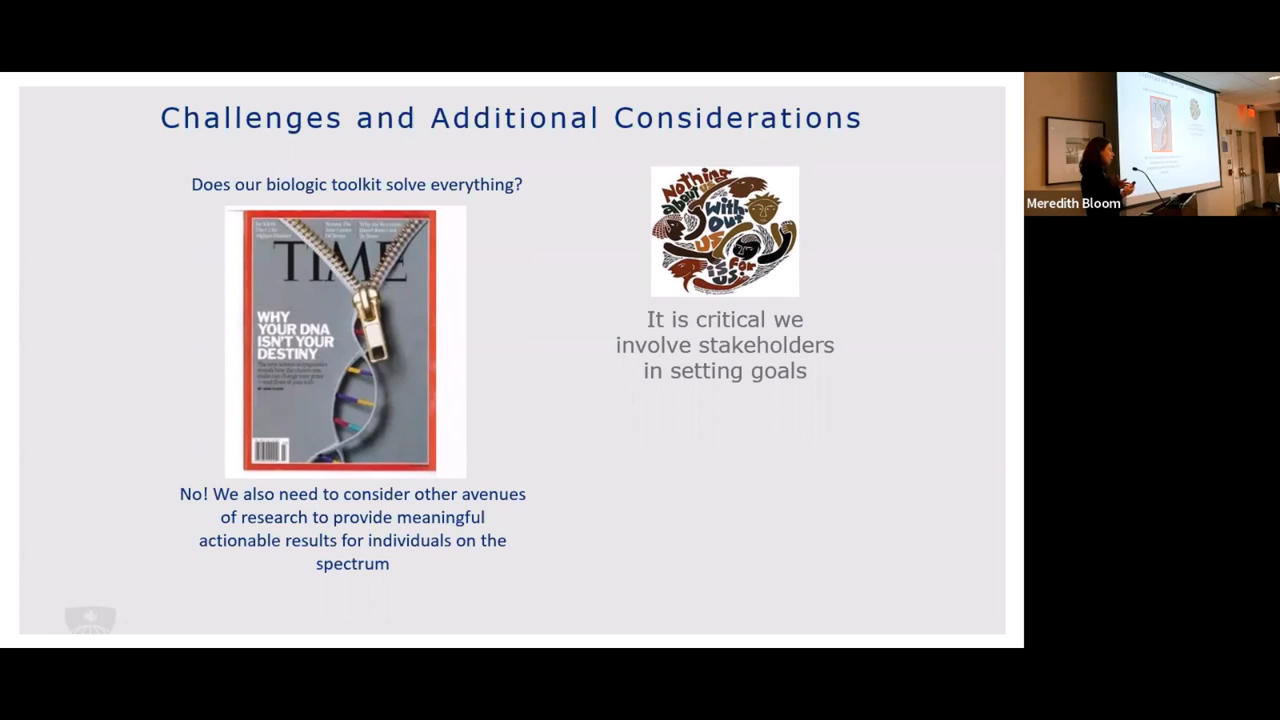 Challenges and Additional Considerations
Does our biologic toolkit solve everything?
TIME
WHY
YOUR DNA
ISN'T YOUR
DESTINY
No! We also need to consider other avenues
of research to provide meaningful
actionable results for individuals on the
spectrum
Nothing
about us
With
out
us
is for
us
It is critical we
involve stakeholders
in setting goals
Meredith Bloom